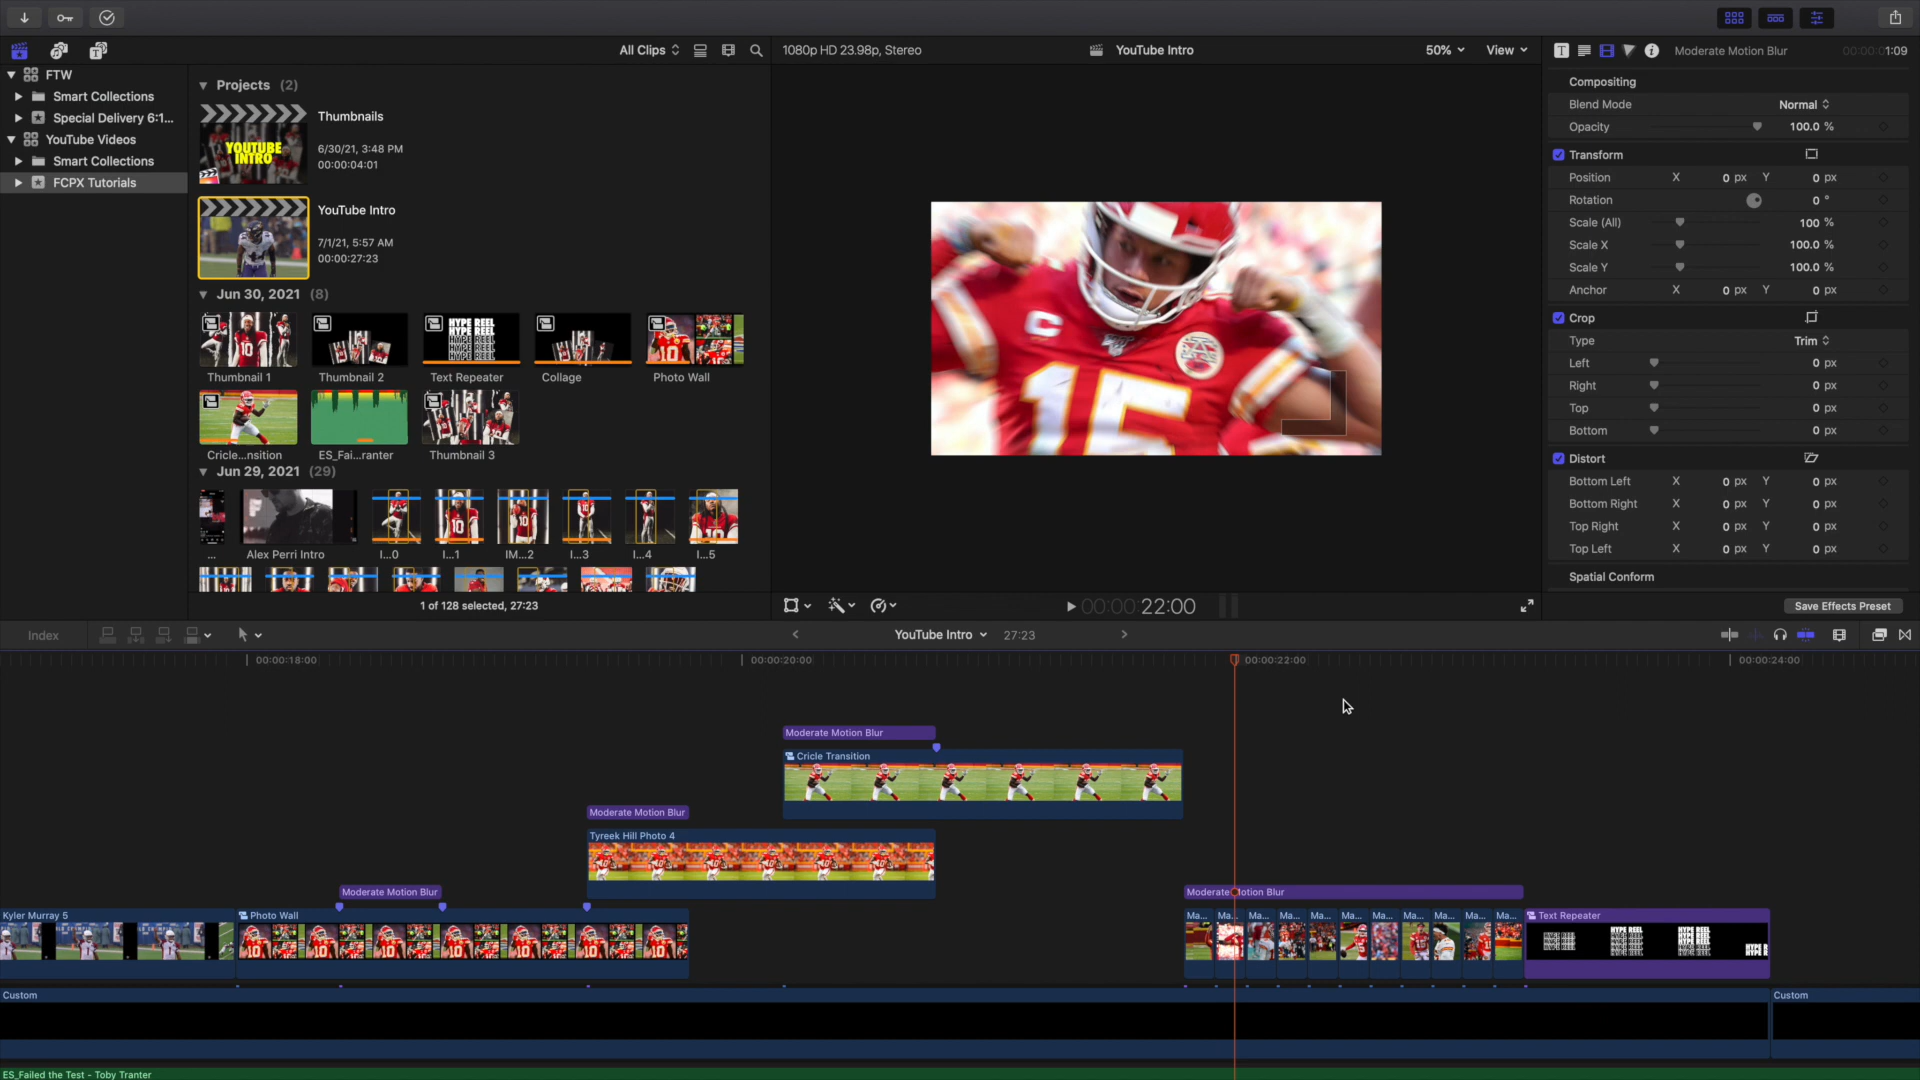 All Clips
1080p HD 23.98p, Stereo
YouTube Intro
50%
View
Moderate Motion Blur
00:00:01:09
FTW
Smart Collections
Special Delivery 6:1...
YouTube Videos
Smart Collections
FCPX Tutorials
Projects (2)
YOUTUBE
INTRO
Thumbnails
6/30/21, 3:48 PM
00:00:04:01
YouTube Intro
7/1/21, 5:57 AM
00:00:27:23
Jun 30, 2021 (8)
HYPE REEL
HYPE REEL
Thumbnail 1
Thumbnail 2
Text Repeater
Collage
Photo Wall
Cricle...nsition
ES_Fai...ranter
Thumbnail 3
Jun 29, 2021 (29)
...
Alex Perri Intro
I...0
I...1
IM...2
I...3
I...4
I...5
1 of 128 selected, 27:23
C
15
00:00:22:00
Compositing
Blend Mode Normal
Opacity 100.0 %
Transform
Position X 0 px Y 0 px
Rotation 0 °
Scale (All) 100 %
Scale X 100.0 %
Scale Y 100.0 %
Anchor X 0 px Y 0 px
Crop
Type Trim
Left 0 px
Right 0 px
Top 0 px
Bottom 0 px
Distort
Bottom Left X 0 px Y 0 px
Bottom Right X 0 px Y 0 px
Top Right X 0 px Y 0 px
Top Left X 0 px Y 0 px
Spatial Conform
Save Effects Preset
Index
YouTube Intro
27:23
00:00:18:00
00:00:20:00
00:00:22:00
00:00:24:00
Moderate Motion Blur
Cricle Transition
Moderate Motion Blur
Tyreek Hill Photo 4
Moderate Motion Blur
Moderate Motion Blur
Kyler Murray 5
Photo Wall
Ma...
Ma...
Ma...
Ma...
Ma...
Ma...
Ma...
Ma...
Ma...
Ma...
Ma...
Text Repeater
Custom
Custom
ES_Failed the Test - Toby Tranter